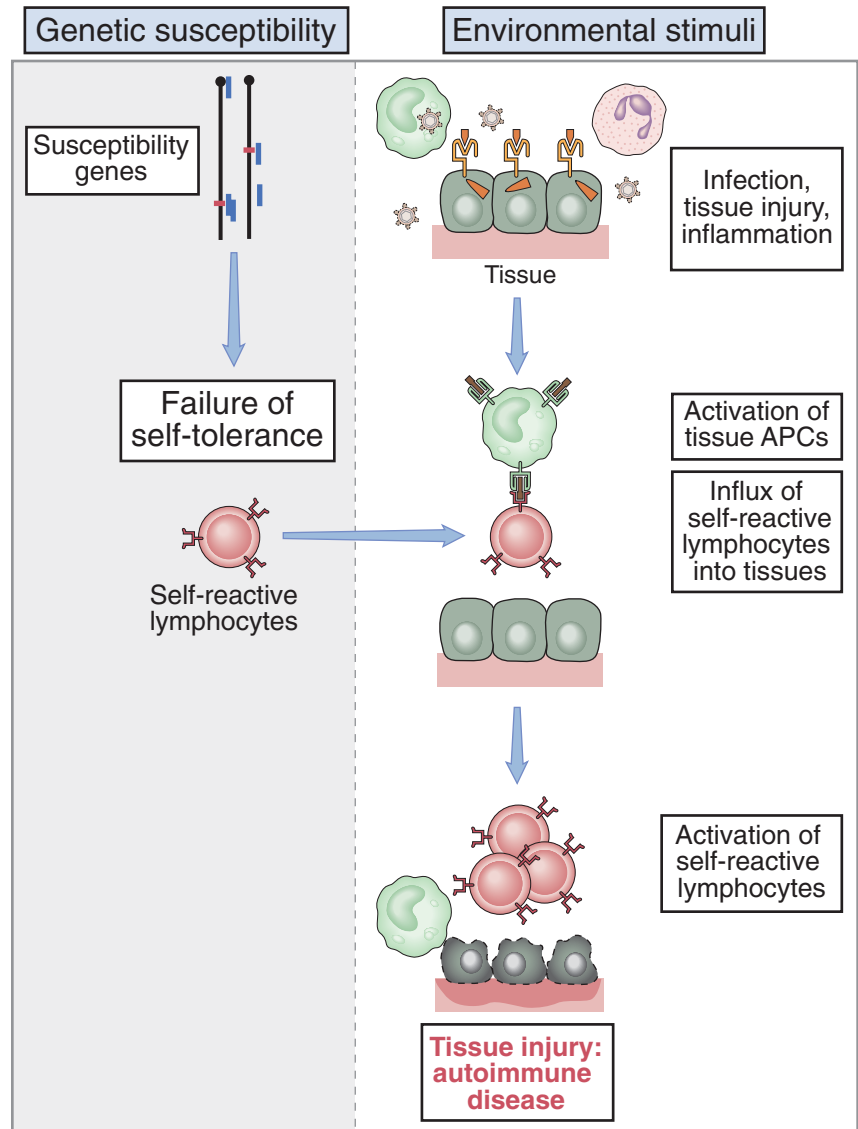 Genetic susceptibility
Environmental stimuli
Susceptibility
genes
Infection,
tissue injury,
inflammation
Tissue
Failure of
self-tolerance
Activation of
tissue APCs
Influx of
self-reactive
lymphocytes
into tissues
Self-reactive
lymphocytes
Activation of
self-reactive
lymphocytes
Tissue injury:
autoimmune
disease